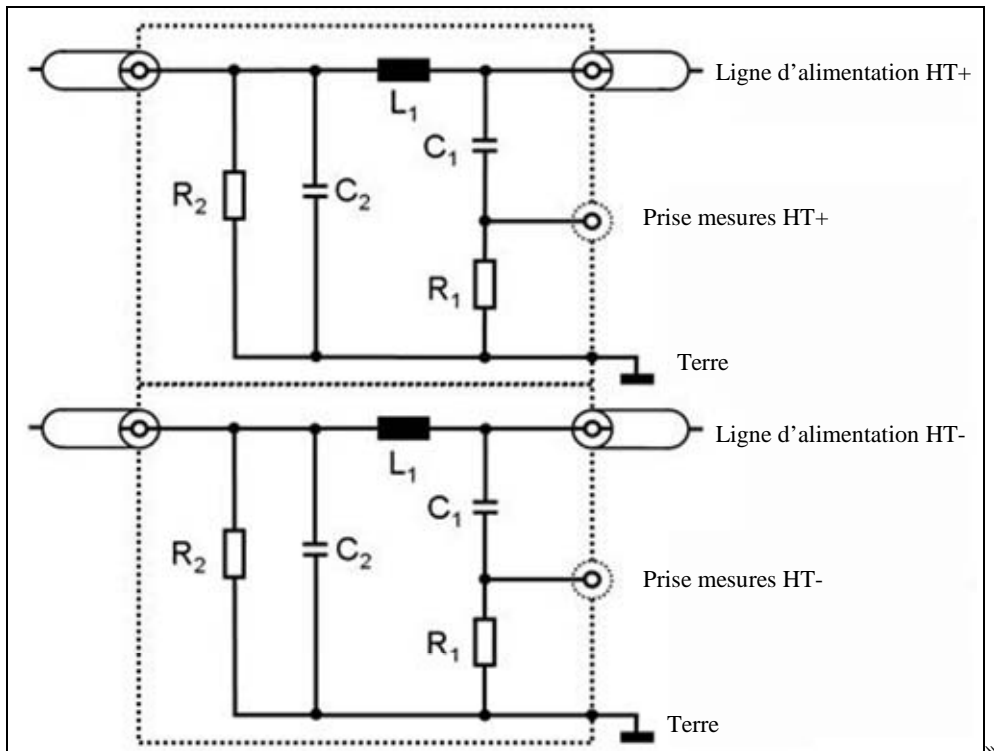 Ligne d'alimentation HT+
L₁
C₁
R₂
C₂
Prise mesures HT+
R₁
Terre
Ligne d'alimentation HT-
L₁
C₁
R₂
C₂
Prise mesures HT-
R₁
Terre
»